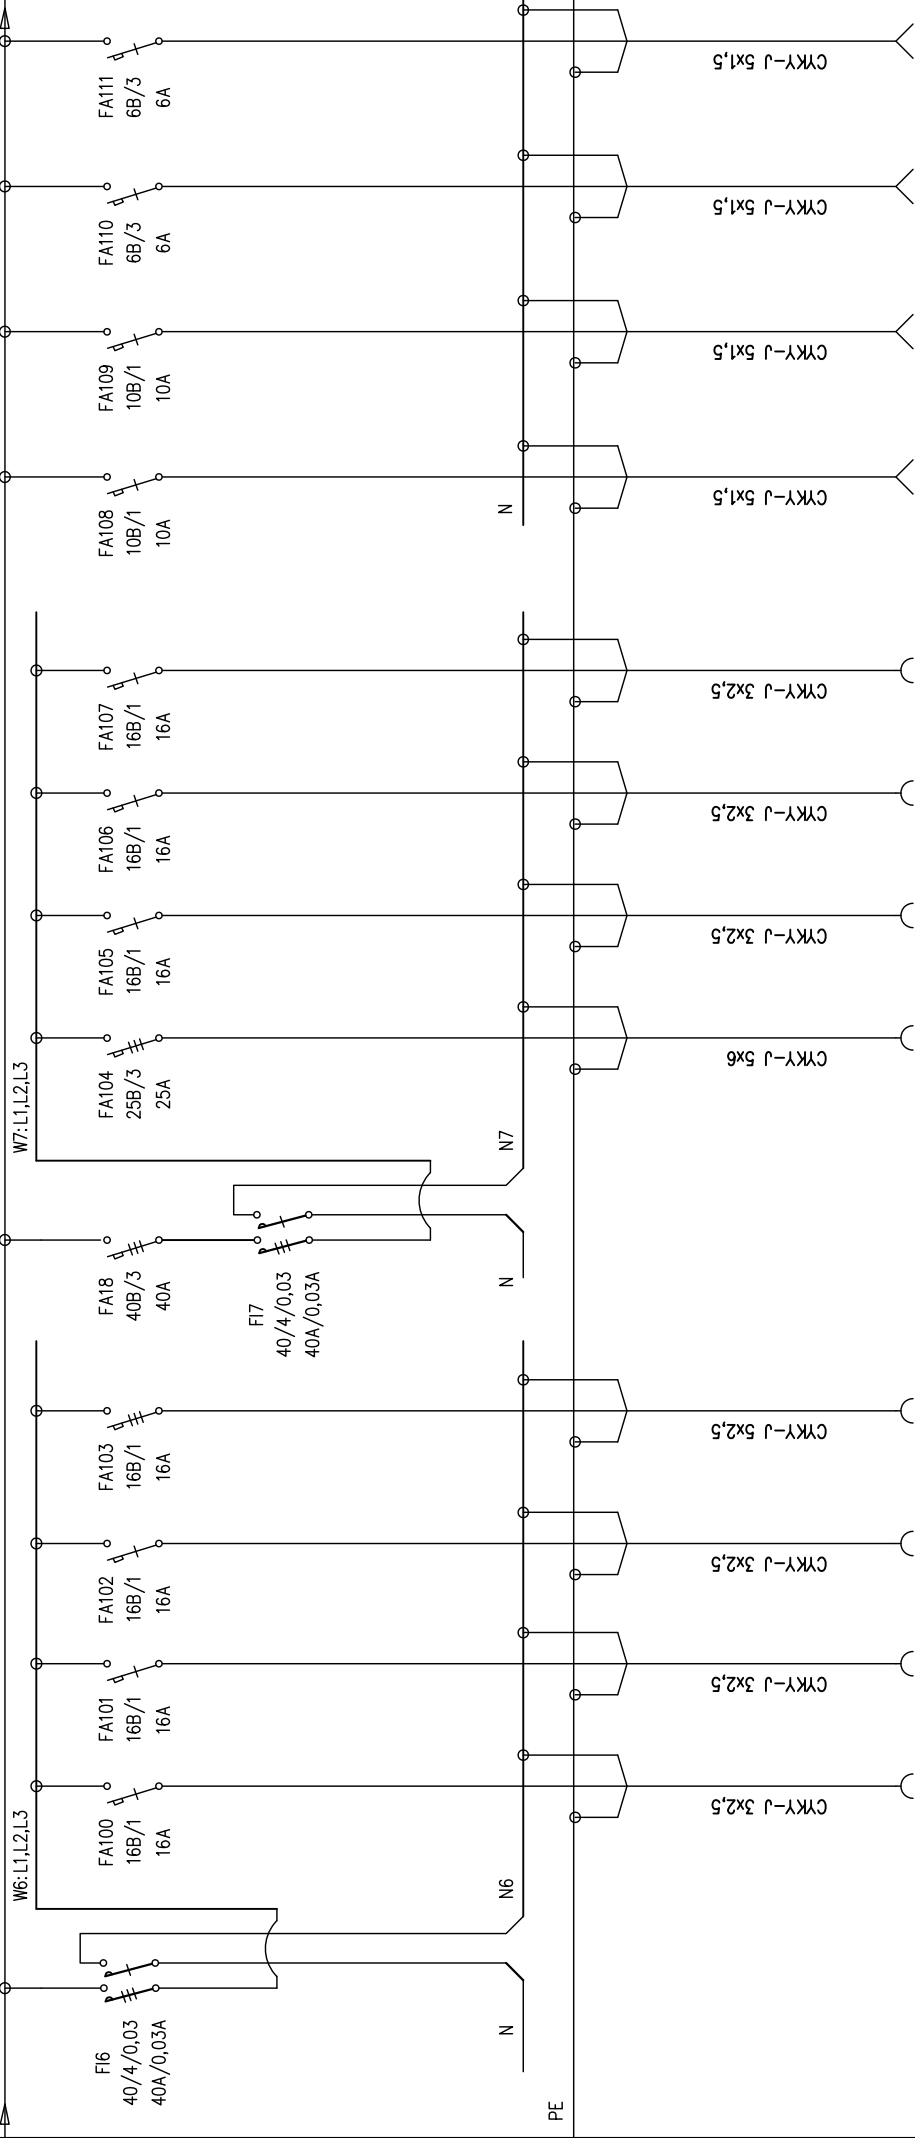 FI6
40/4/0,03
40A/0,03A
N
PE
W6:L1,L2,L3
N6
FA100
16B/1
16A
CYKY-J 3x2,5
FA101
16B/1
16A
CYKY-J 3x2,5
FA102
16B/1
16A
CYKY-J 3x2,5
FA103
16B/1
16A
CYKY-J 5x2,5
FA18
40B/3
40A
FI7
40/4/0,03
40A/0,03A
N
W7:L1,L2,L3
N7
FA104
25B/3
25A
CYKY-J 5x6
FA105
16B/1
16A
CYKY-J 3x2,5
FA106
16B/1
16A
CYKY-J 3x2,5
FA107
16B/1
16A
CYKY-J 3x2,5
N
FA108
10B/1
10A
CYKY-J 5x1,5
FA109
10B/1
10A
CYKY-J 5x1,5
FA110
6B/3
6A
CYKY-J 5x1,5
FA111
6B/3
6A
CYKY-J 5x1,5